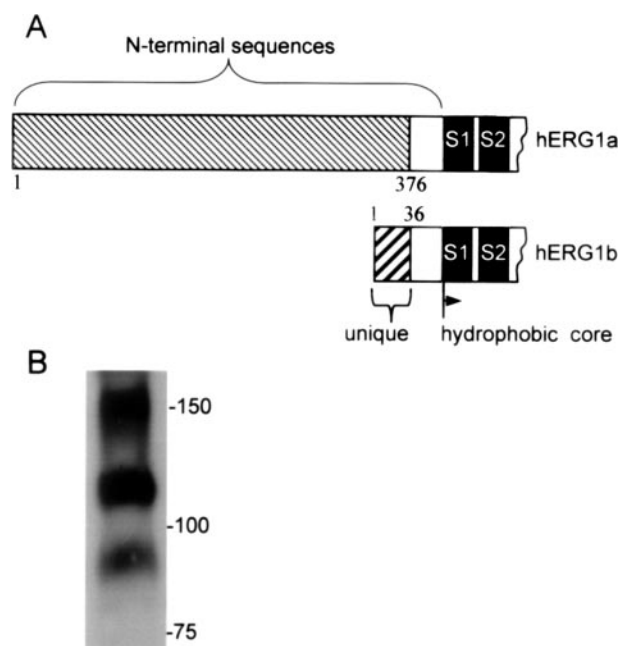 A
N-terminal sequences
S1 S2 hERG1a
1 376
1 36
S1 S2 hERG1b
unique hydrophobic core
B
-150
-100
-75